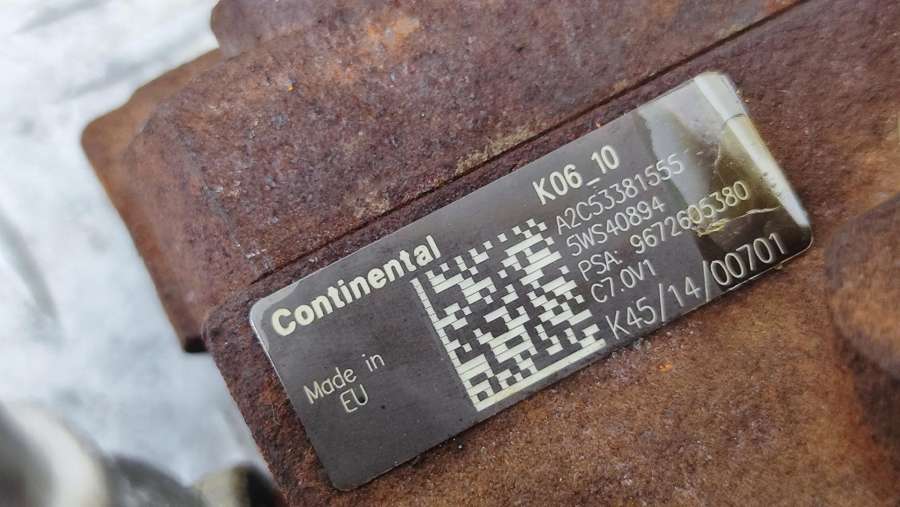 Continental
Made in
EU
K06_10
A2C53381555
5WS40894
PSA: 9672605380
C7.0V1
K45/14/00701